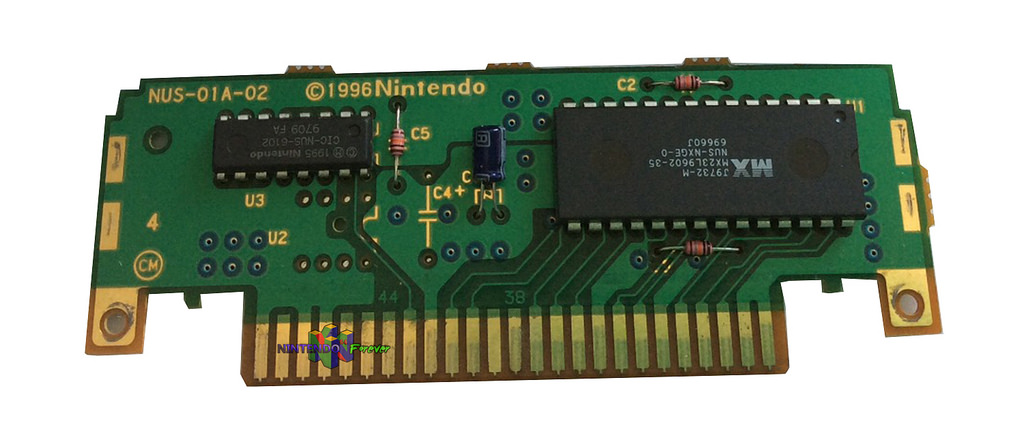 NUS-01A-02
©1996Nintendo
C2
U1
9709 FA
CIC-NUS-6102
© 1995 Nintendo
C5
MX
J9732-M
MX23L9602-35
NUS-NXGE-0
69660J
C
C4+
U3
4
U2
CM
44
38
NINTENDO Forever